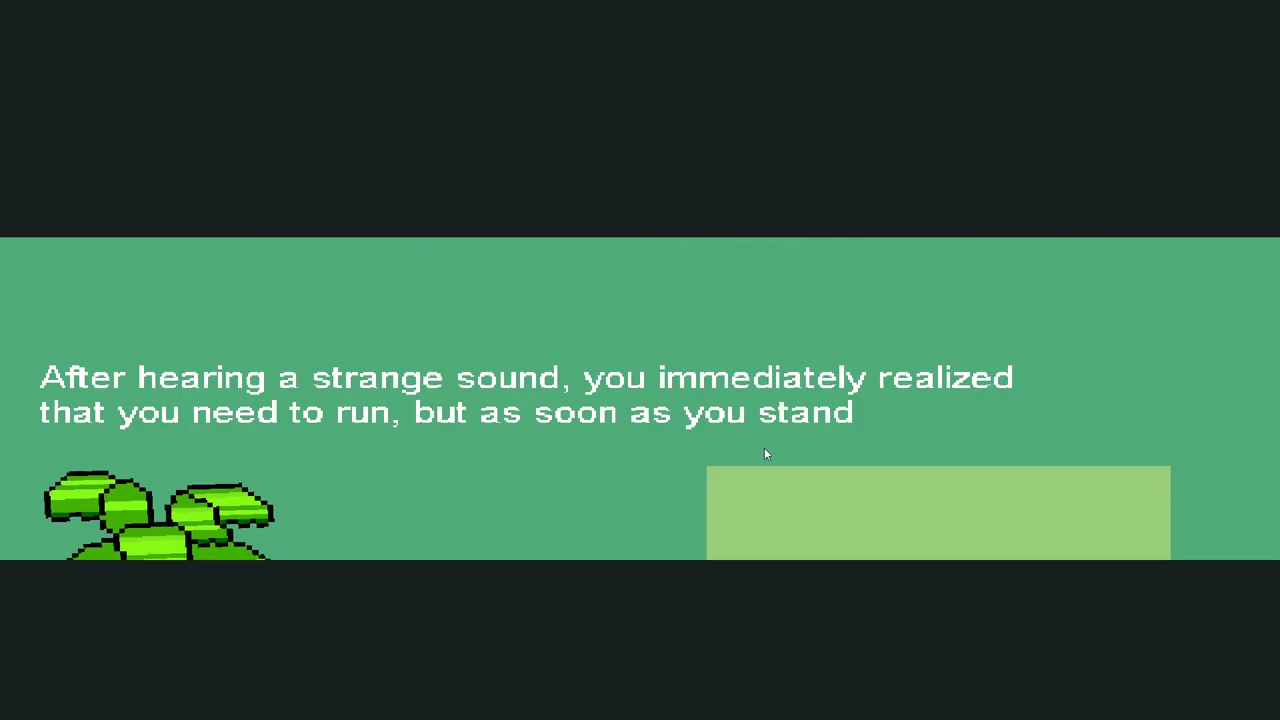 After hearing a strange sound, you immediately realized
that you need to run, but as soon as you stand